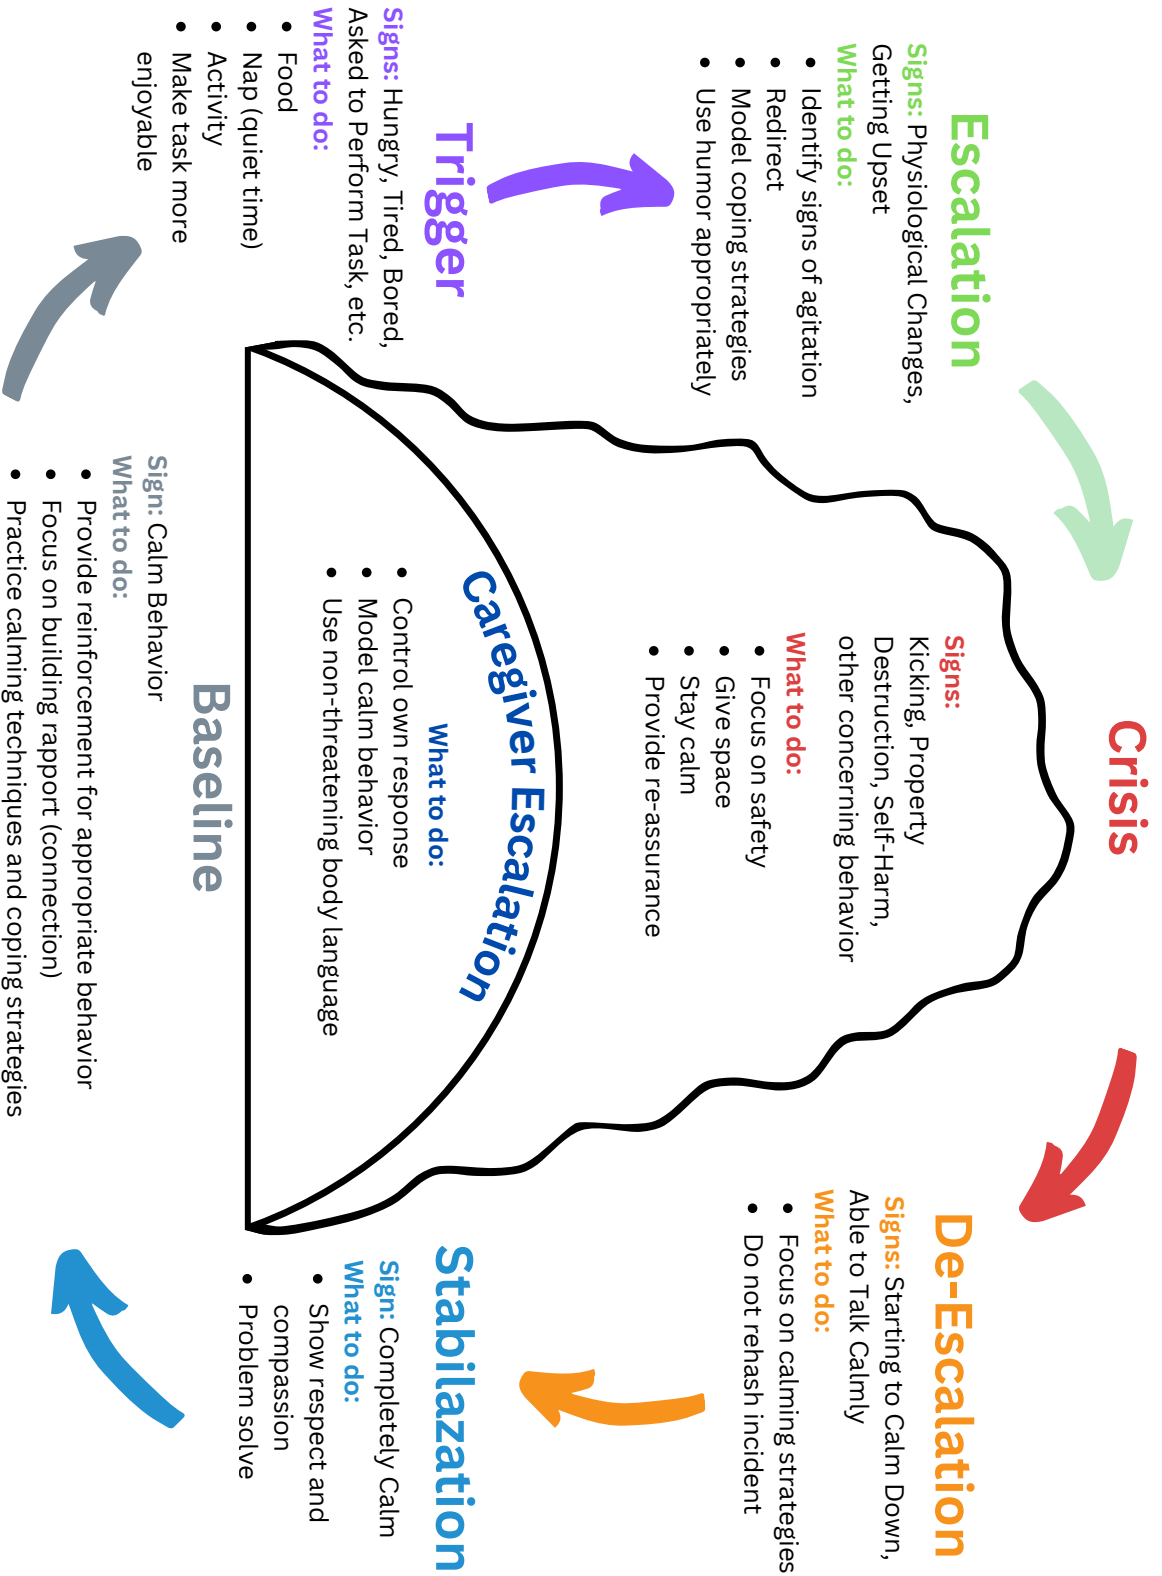 Crisis
Escalation
Signs: Physiological Changes,
Getting Upset
What to do:
• Identify signs of agitation
• Redirect
• Model coping strategies
• Use humor appropriately
Signs:
Kicking, Property
Destruction, Self-Harm,
other concerning behavior
What to do:
• Focus on safety
• Give space
• Stay calm
• Provide re-assurance
De-Escalation
Signs: Starting to Calm Down,
Able to Talk Calmly
What to do:
• Focus on calming strategies
• Do not rehash incident
Trigger
Signs: Hungry, Tired, Bored,
Asked to Perform Task, etc.
What to do:
• Food
• Nap (quiet time)
• Activity
• Make task more
enjoyable
Caregiver Escalation
What to do:
• Control own response
• Model calm behavior
• Use non-threatening body language
Stabilazation
Sign: Completely Calm
What to do:
• Show respect and
compassion
• Problem solve
Baseline
Sign: Calm Behavior
What to do:
• Provide reinforcement for appropriate behavior
• Focus on building rapport (connection)
• Practice calming techniques and coping strategies